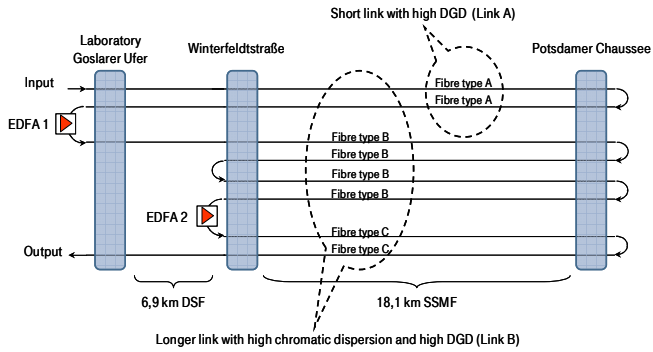 Short link with high DGD (Link A)
Laboratory
Goslarer Ufer
Winterfeldtstraße
Potsdamer Chaussee
Input
Fibre type A
Fibre type A
EDFA 1
Fibre type B
Fibre type B
Fibre type B
Fibre type B
EDFA 2
Fibre type C
Output
Fibre type C
6,9 km DSF
18,1 km SSMF
Longer link with high chromatic dispersion and high DGD (Link B)